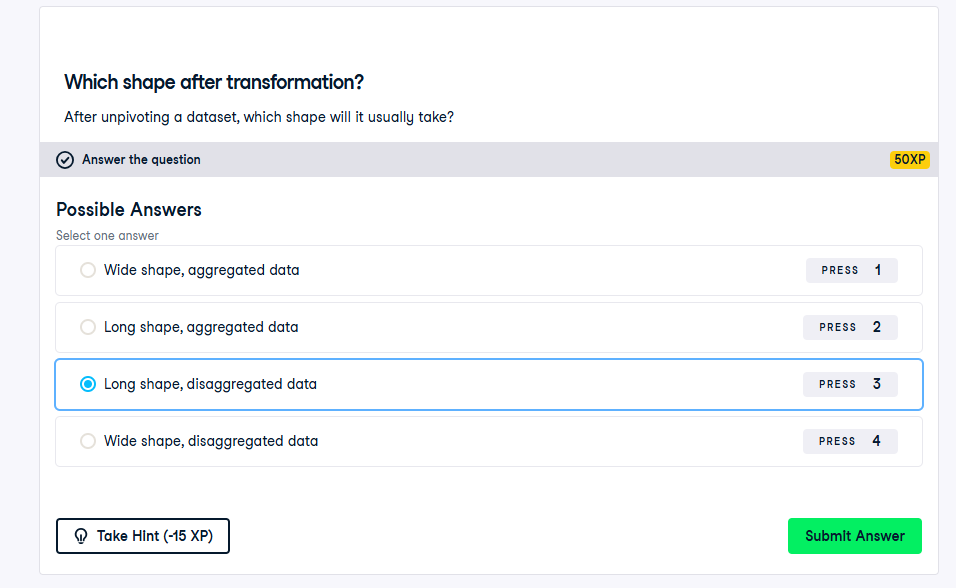 Which shape after transformation?
After unpivoting a dataset, which shape will it usually take?
Answer the question 50XP
Possible Answers
Select one answer
Wide shape, aggregated data PRESS 1
Long shape, aggregated data PRESS 2
Long shape, disaggregated data PRESS 3
Wide shape, disaggregated data PRESS 4
Take Hint (-15 XP) Submit Answer